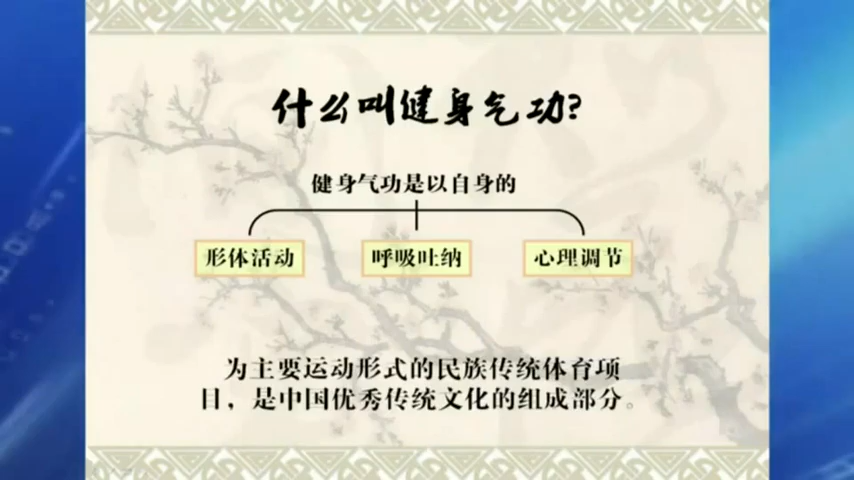 什么叫健身气功?
健身气功是以自身的
形体活动 呼吸吐纳 心理调节
为主要运动形式的民族传统体育项
目，是中国优秀传统文化的组成部分。